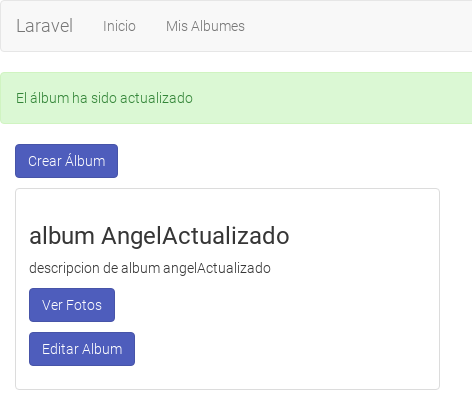 Laravel Inicio Mis Albumes
El álbum ha sido actualizado
Crear Álbum
album AngelActualizado
descripcion de album angelActualizado
Ver Fotos
Editar Album